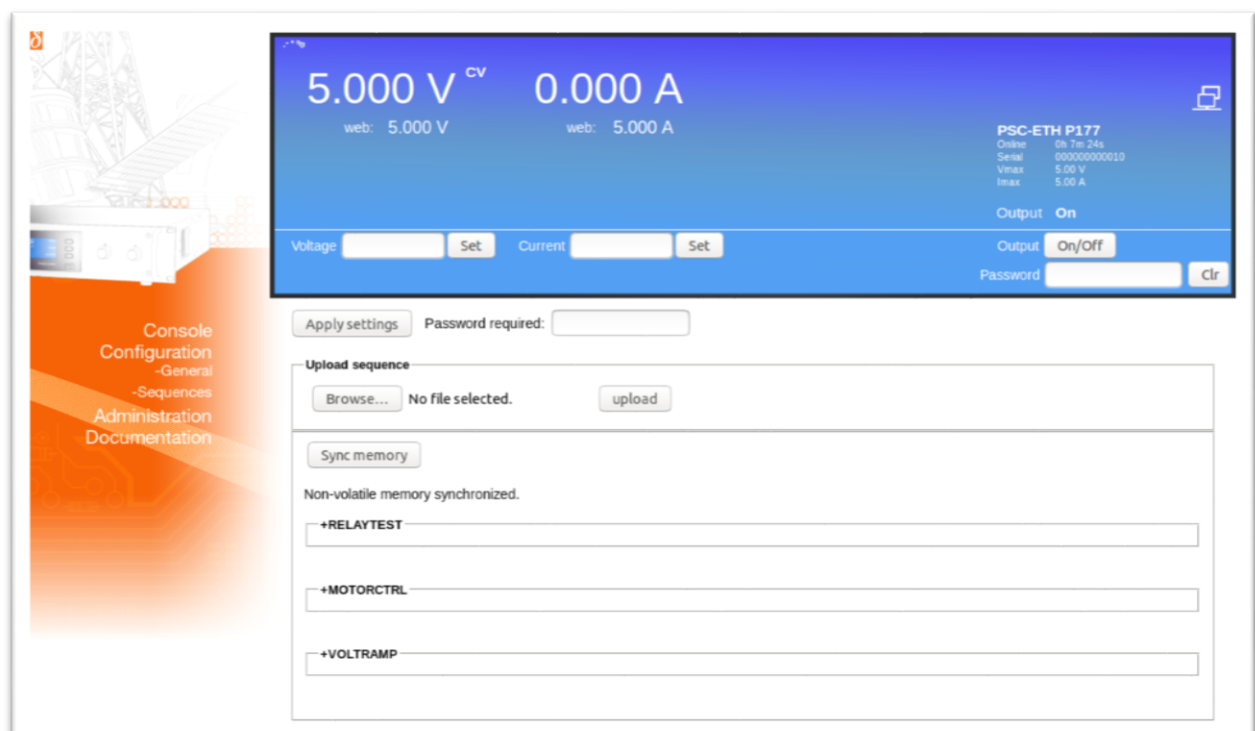 δ
5.000 V CV 0.000 A
web: 5.000 V web: 5.000 A
PSC-ETH P177
Online 0h 7m 24s
Serial 000000000010
Vmax 5.00 V
Imax 5.00 A
Output On
Voltage Set Current Set Output On/Off
Password Clr
Console
Configuration
-General
-Sequences
Administration
Documentation
Apply settings Password required:
Upload sequence
Browse... No file selected. upload
Sync memory
Non-volatile memory synchronized.
+RELAYTEST
+MOTORCTRL
+VOLTRAMP